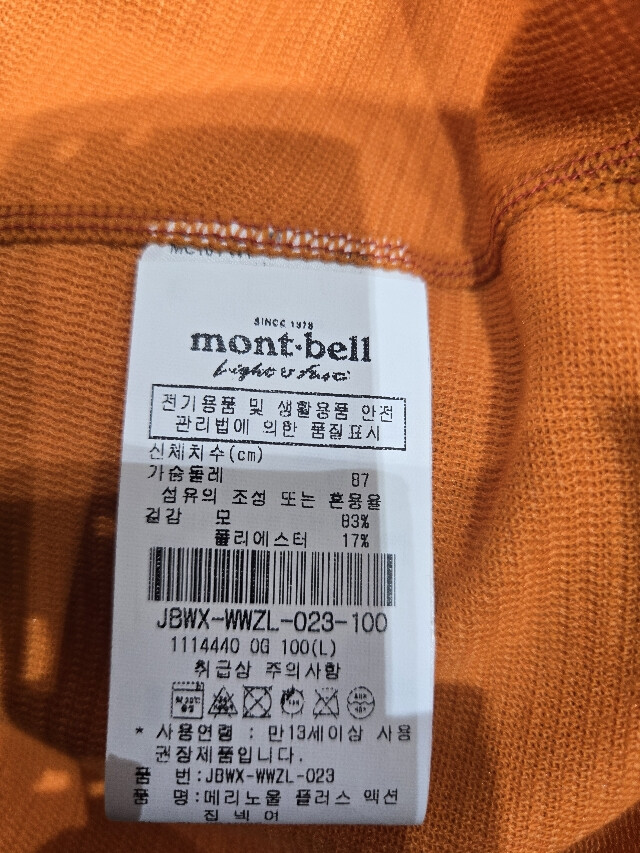 SINCE 1975
mont·bell
Light & Fast
전기용품 및 생활용품 안전
관리법에 의한 품질표시
신체치수(cm)
가슴둘레 87
섬유의 조성 또는 혼용율
겉감 모 83%
폴리에스터 17%
JBWX-WWZL-023-100
1114440 OG 100(L)
취급상 주의사항
* 사용연령 : 만13세이상 사용
권장제품입니다.
품 번:JBWX-WWZL-023
품 명:메리노울 플러스 액션
집 넥 여